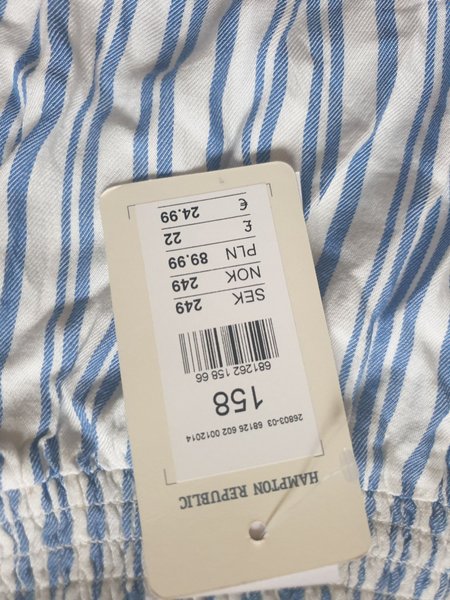 HAMPTON REPUBLIC
26803-03 68126 602 0012014
158
681262 158 66
SEK 249
NOK 249
PLN 89.99
£ 22
€ 24.99